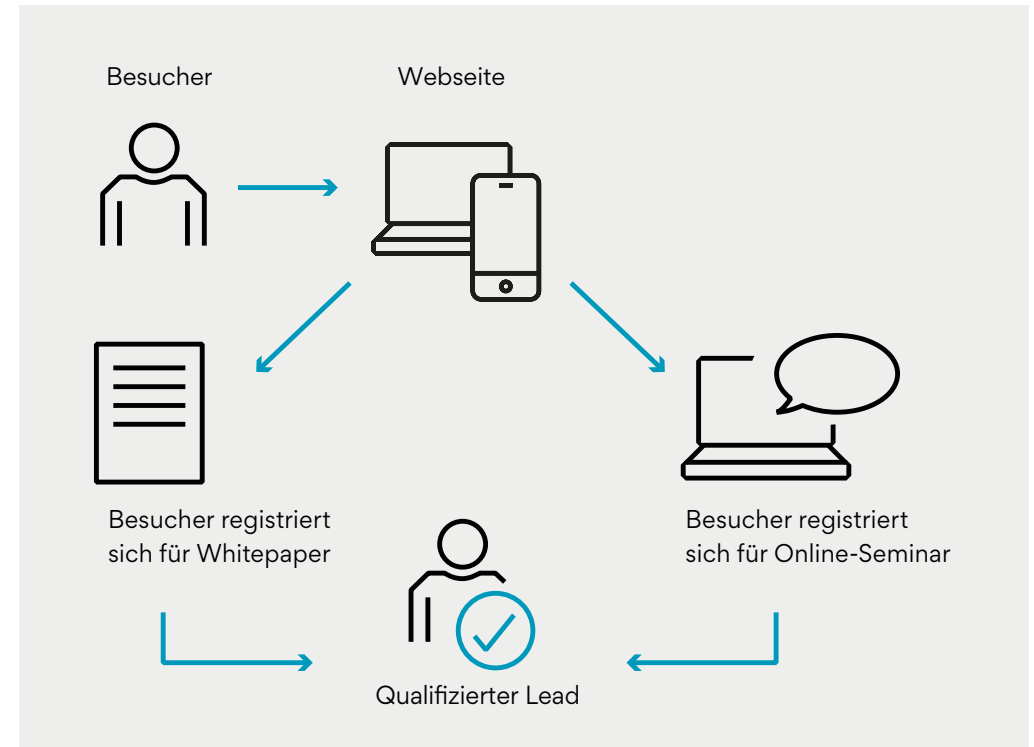 Besucher
Webseite
Besucher registriert
sich für Whitepaper
Besucher registriert
sich für Online-Seminar
Qualifizierter Lead